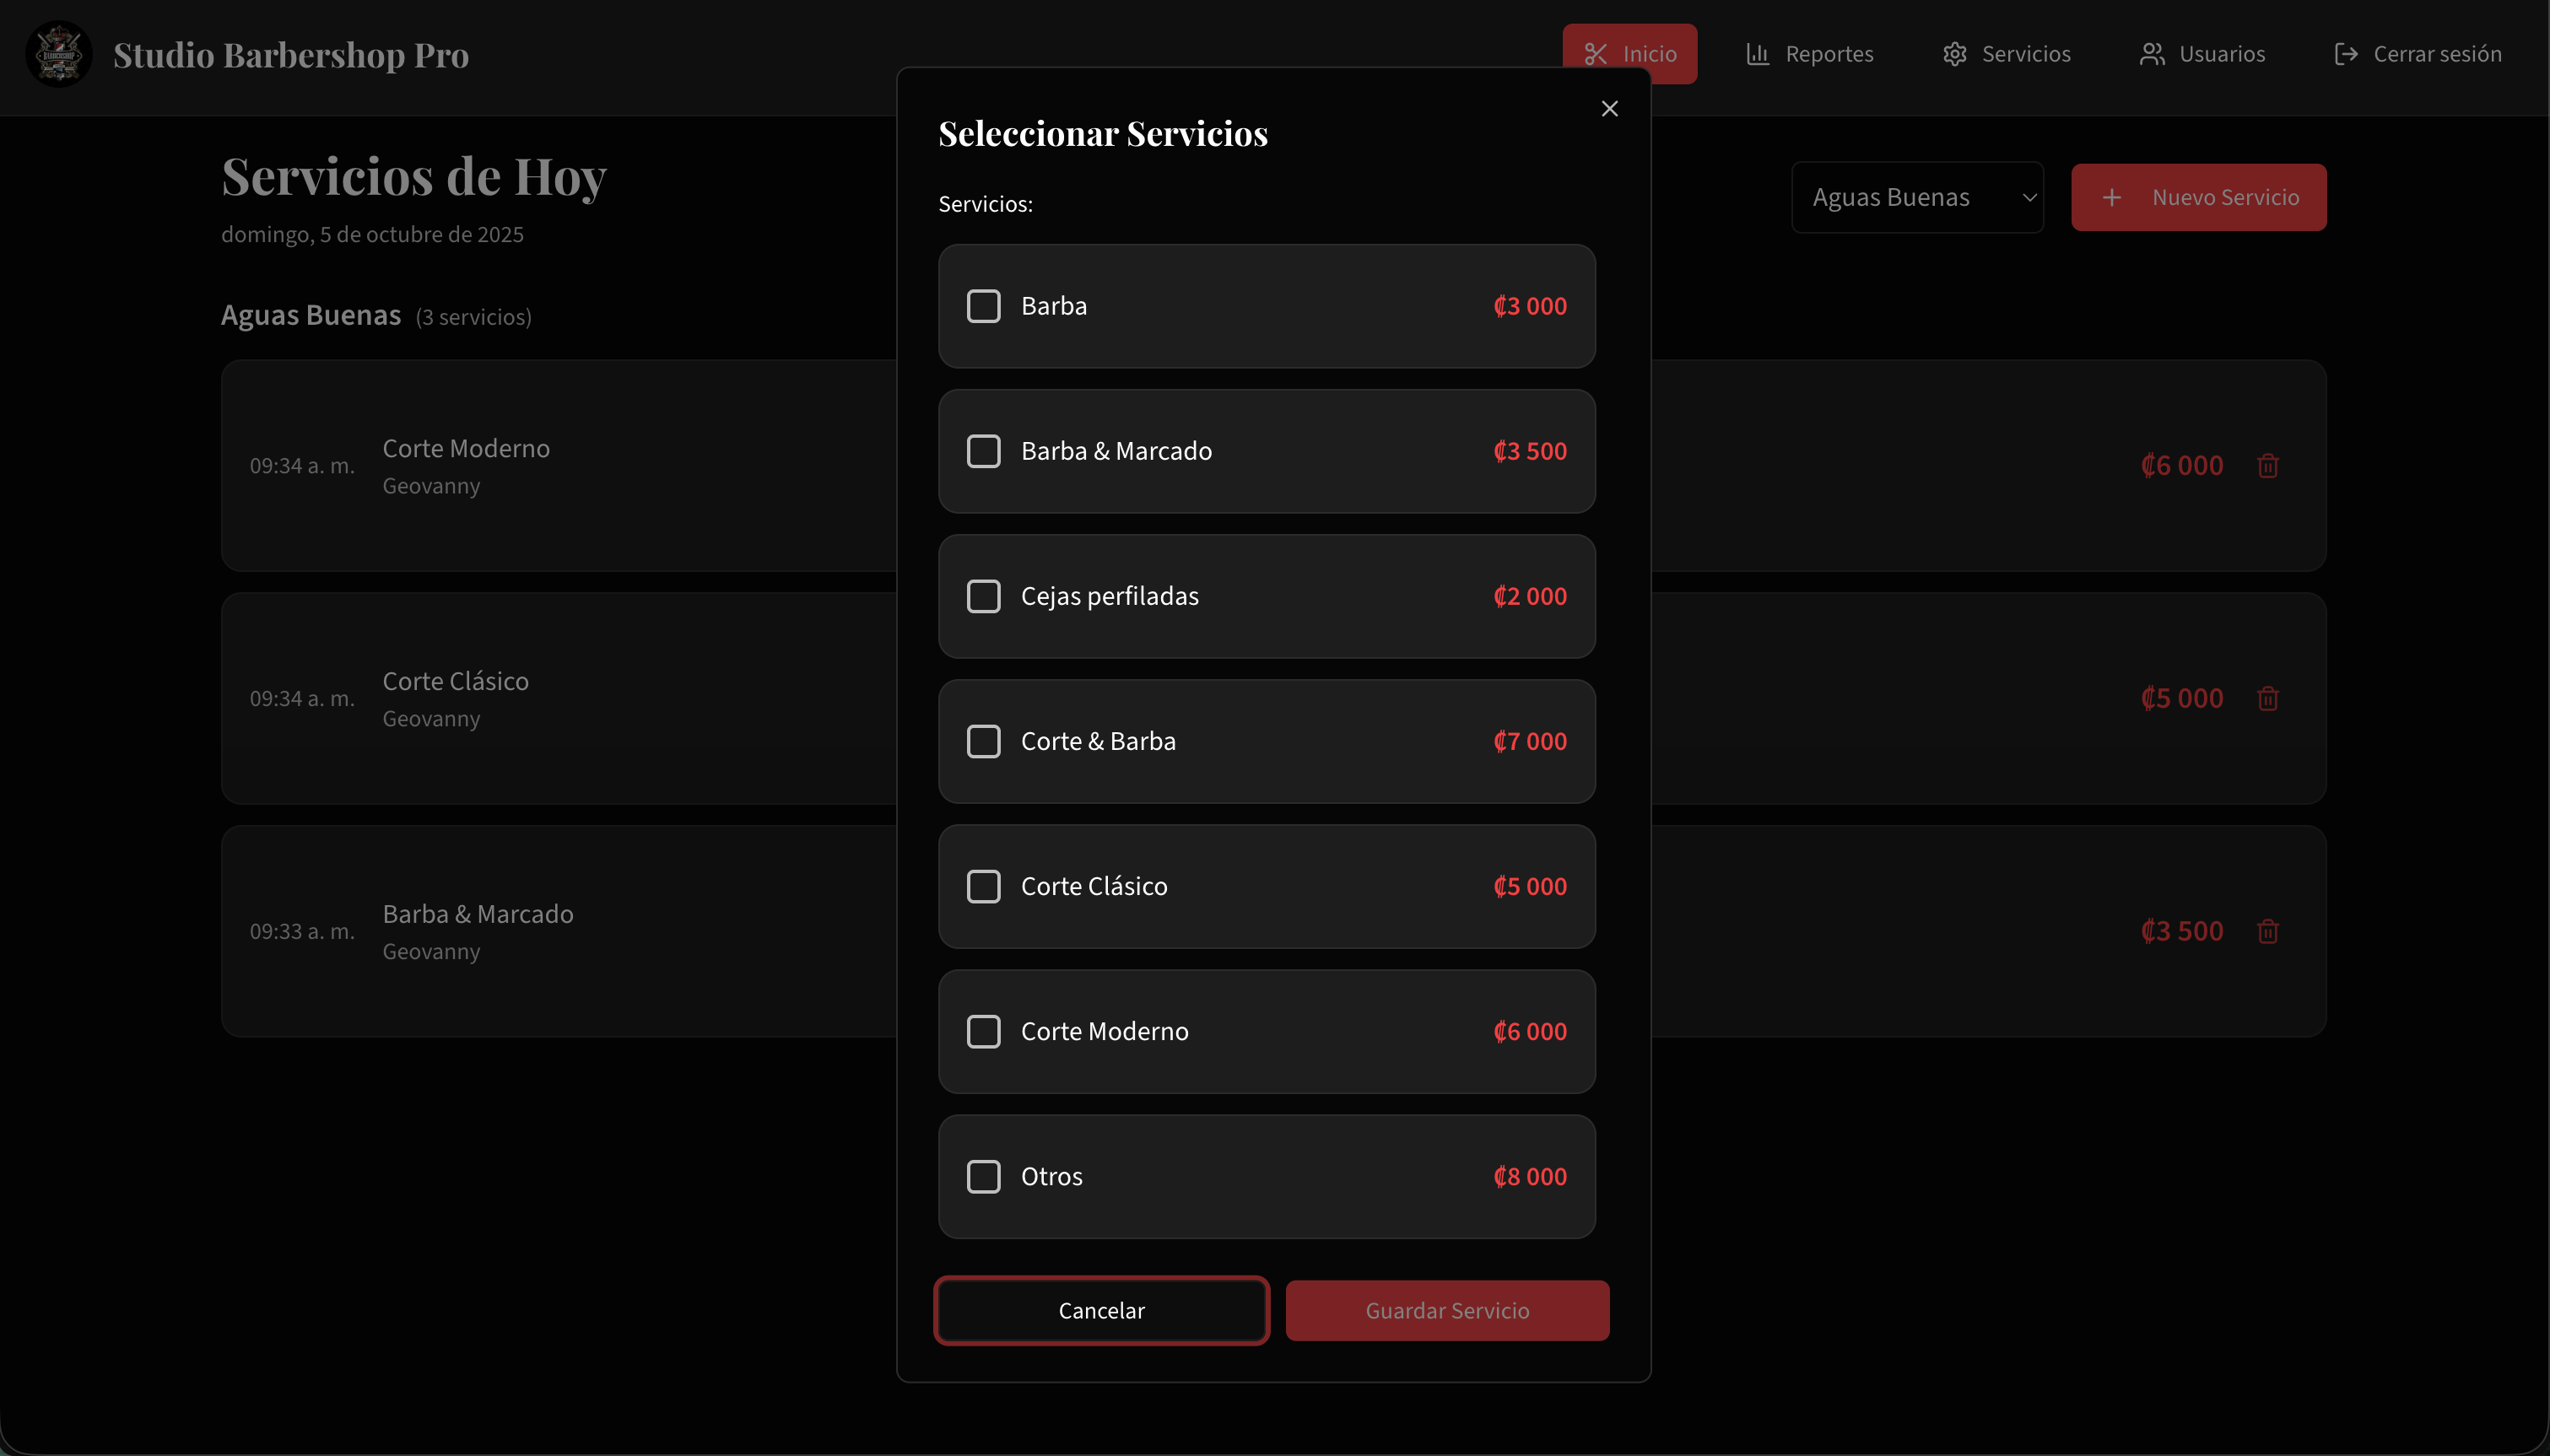 Studio Barbershop Pro
Inicio
Reportes
Servicios
Usuarios
Cerrar sesión
Servicios de Hoy
domingo, 5 de octubre de 2025
Aguas Buenas
Nuevo Servicio
Aguas Buenas (3 servicios)
09:34 a. m.
Corte Moderno
Geovanny
₡6 000
09:34 a. m.
Corte Clásico
Geovanny
₡5 000
09:33 a. m.
Barba & Marcado
Geovanny
₡3 500
Seleccionar Servicios
Servicios:
Barba ₡3 000
Barba & Marcado ₡3 500
Cejas perfiladas ₡2 000
Corte & Barba ₡7 000
Corte Clásico ₡5 000
Corte Moderno ₡6 000
Otros ₡8 000
Cancelar
Guardar Servicio